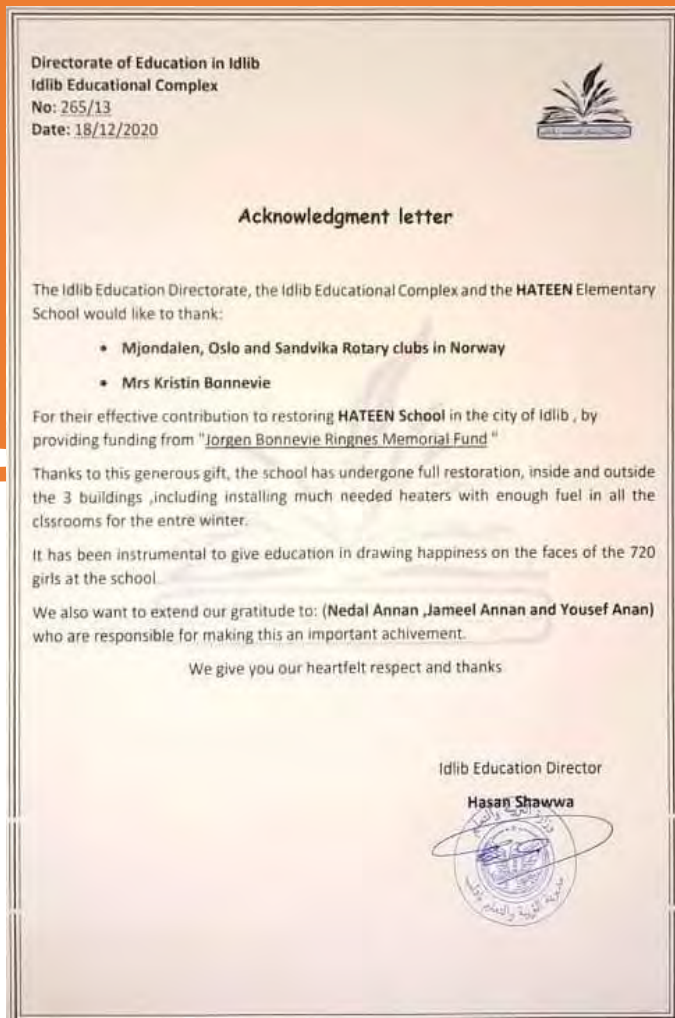 Directorate of Education in Idlib
Idlib Educational Complex
No: 265/13
Date: 18/12/2020
Acknowledgment letter
The Idlib Education Directorate, the Idlib Educational Complex and the HATEEN Elementary
School would like to thank:
• Mjondalen, Oslo and Sandvika Rotary clubs in Norway
• Mrs Kristin Bonnevie
For their effective contribution to restoring HATEEN School in the city of Idlib , by
providing funding from "Jorgen Bonnevie Ringnes Memorial Fund "
Thanks to this generous gift, the school has undergone full restoration, inside and outside
the 3 buildings ,including installing much needed heaters with enough fuel in all the
clssrooms for the entre winter.
It has been instrumental to give education in drawing happiness on the faces of the 720
girls at the school
We also want to extend our gratitude to: (Nedal Annan ,Jameel Annan and Yousef Anan)
who are responsible for making this an important achivement.
We give you our heartfelt respect and thanks
Idlib Education Director
Hasan Shawwa
وزارة التربية والتعليم
مديرية التربية والتعليم بإدلب